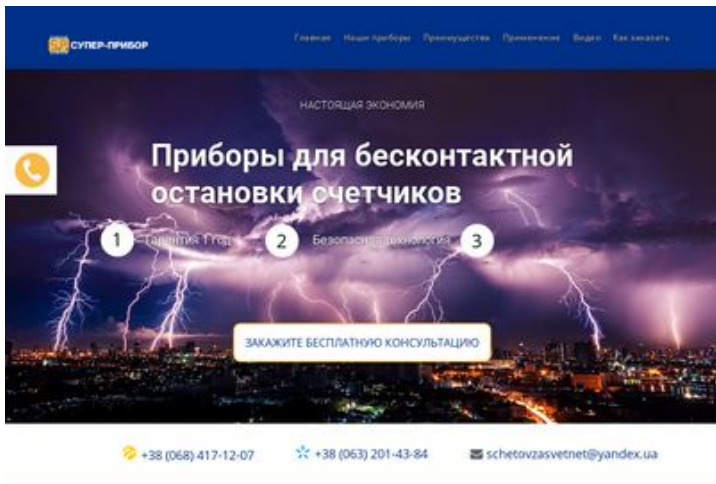 СУПЕР-ПРИБОР
Главная Наши приборы Преимущества Применение Видео Как заказать
НАСТОЯЩАЯ ЭКОНОМИЯ
Приборы для бесконтактной
остановки счетчиков
1 Гарантия 1 год 2 Безопасная технология 3
ЗАКАЖИТЕ БЕСПЛАТНУЮ КОНСУЛЬТАЦИЮ
+38 (068) 417-12-07 +38 (063) 201-43-84 schetovzasvetnet@yandex.ua